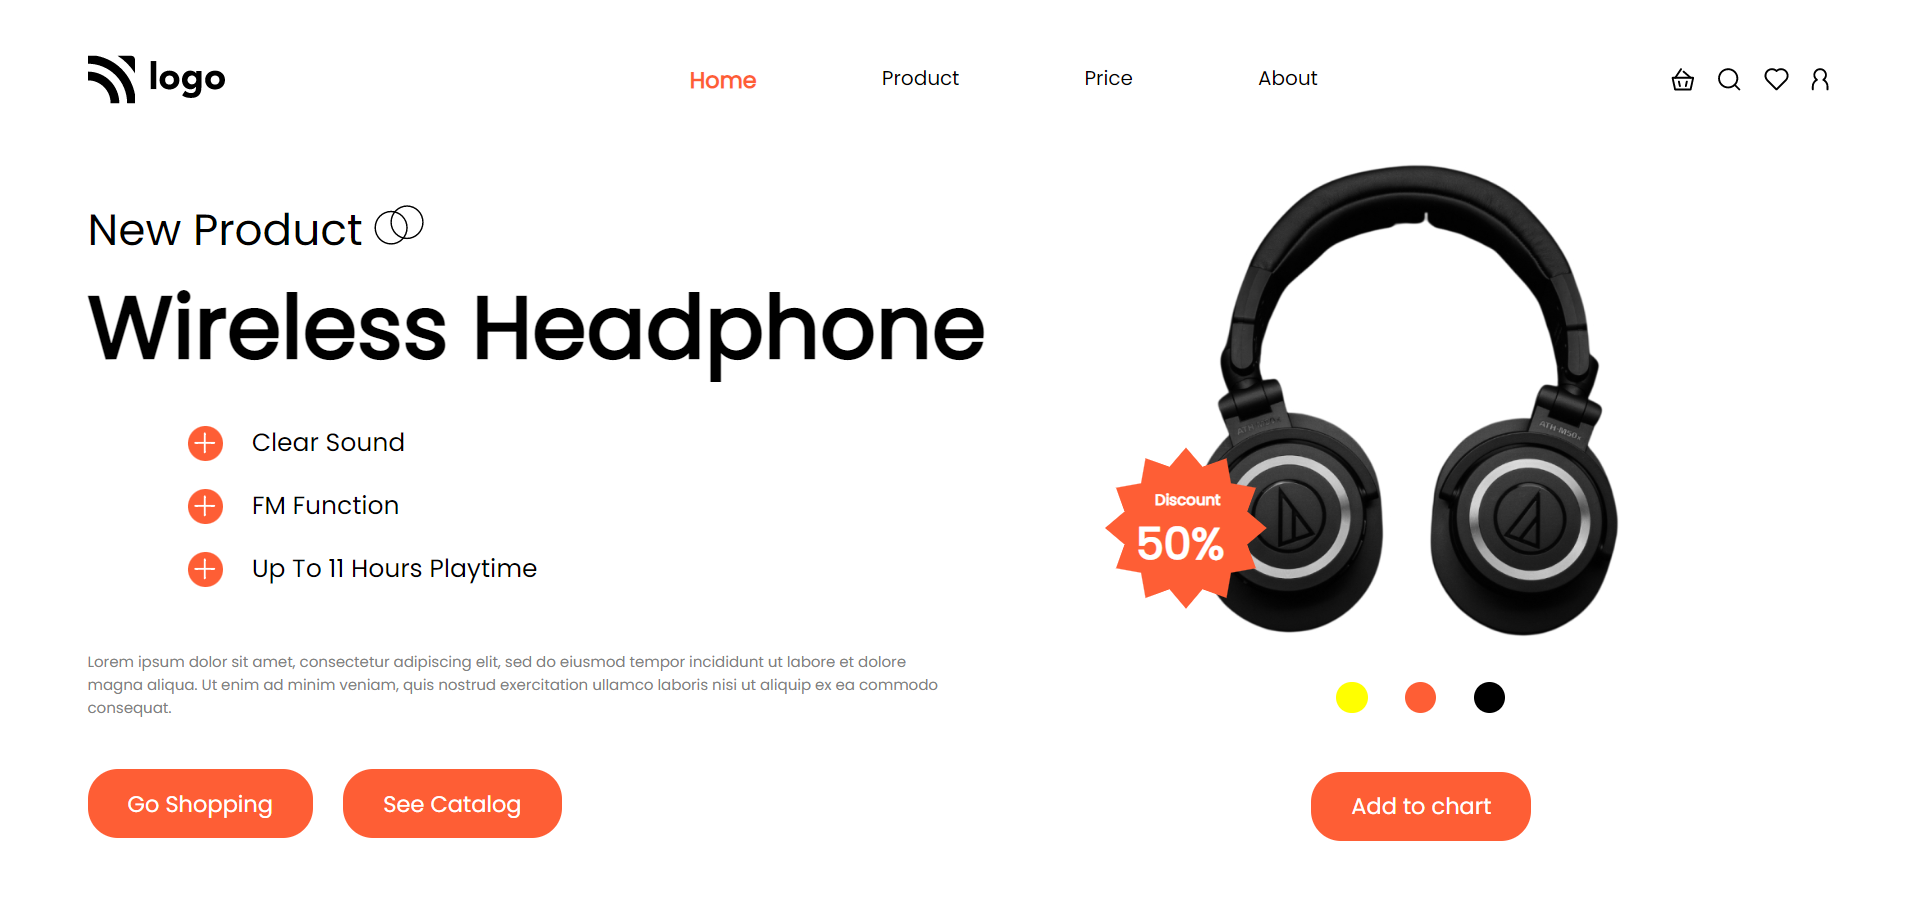 logo
Home Product Price About
New Product
Wireless Headphone
Clear Sound
FM Function
Up To 11 Hours Playtime
Lorem ipsum dolor sit amet, consectetur adipiscing elit, sed do eiusmod tempor incididunt ut labore et dolore
magna aliqua. Ut enim ad minim veniam, quis nostrud exercitation ullamco laboris nisi ut aliquip ex ea commodo
consequat.
Go Shopping
See Catalog
ATH-M50x
Discount
50%
Add to chart